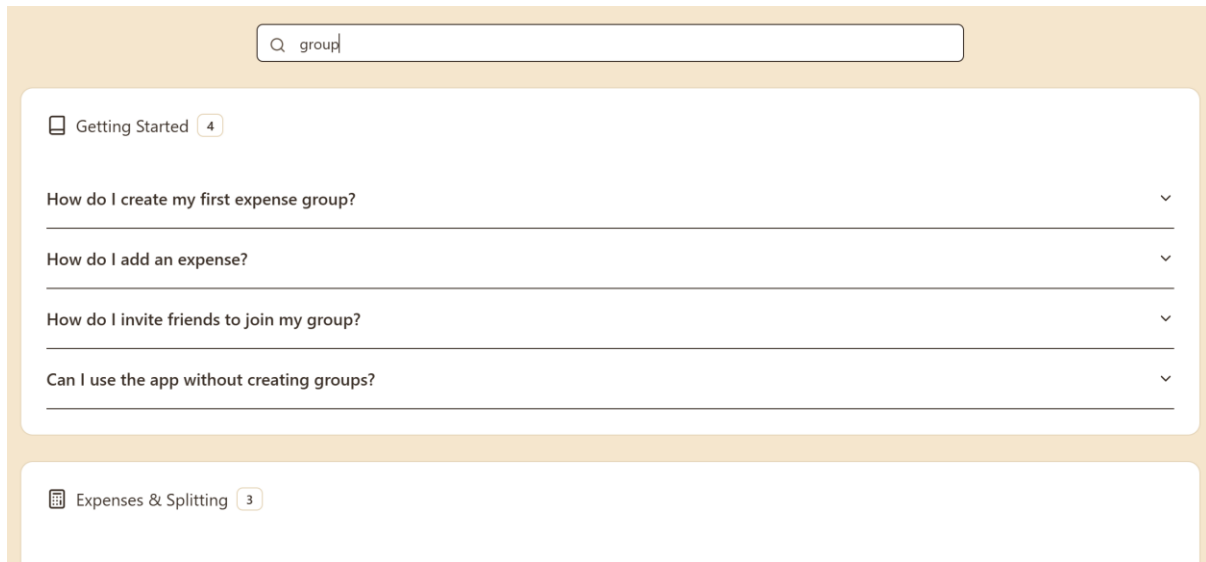 group
Getting Started 4
How do I create my first expense group?
How do I add an expense?
How do I invite friends to join my group?
Can I use the app without creating groups?
Expenses & Splitting 3